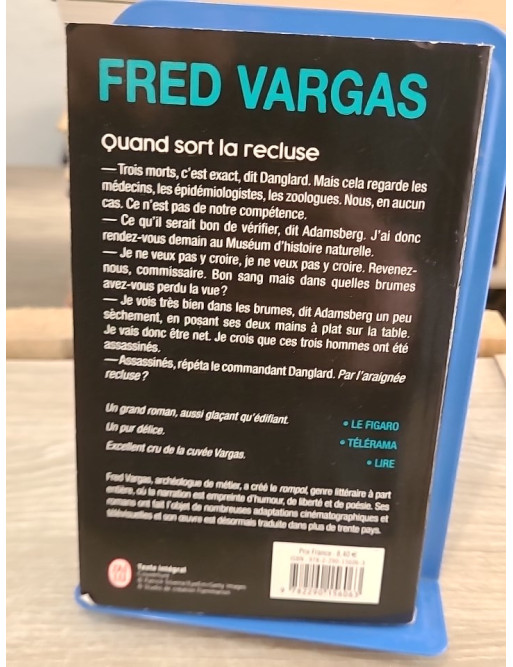 FRED VARGAS
Quand sort la recluse
— Trois morts, c'est exact, dit Danglard. Mais cela regarde les
médecins, les épidémiologistes, les zoologues. Nous, en aucun
cas. Ce n'est pas de notre compétence.
— Ce qu'il serait bon de vérifier, dit Adamsberg. J'ai donc
rendez-vous demain au Muséum d'histoire naturelle.
— Je ne veux pas y croire, je ne veux pas y croire. Revenez-
nous, commissaire. Bon sang mais dans quelles brumes
avez-vous perdu la vue ?
— Je vois très bien dans les brumes, dit Adamsberg un peu
sèchement, en posant ses deux mains à plat sur la table.
Je vais donc être net. Je crois que ces trois hommes ont été
assassinés.
— Assassinés, répéta le commandant Danglard. Par l'araignée
recluse ?
Un grand roman, aussi glaçant qu'édifiant.
• LE FIGARO
Un pur délice.
• TÉLÉRAMA
Excellent cru de la cuvée Vargas.
• LIRE
Fred Vargas, archéologue de métier, a créé le rompol, genre littéraire à part
entière, où la narration est empreinte d'humour, de liberté et de poésie. Ses
romans ont fait l'objet de nombreuses adaptations cinématographiques et
télévisuelles et son œuvre est désormais traduite dans plus de trente pays.
J'AI
LU
Texte intégral
Prix France : 8,40 €
9 782290 156063